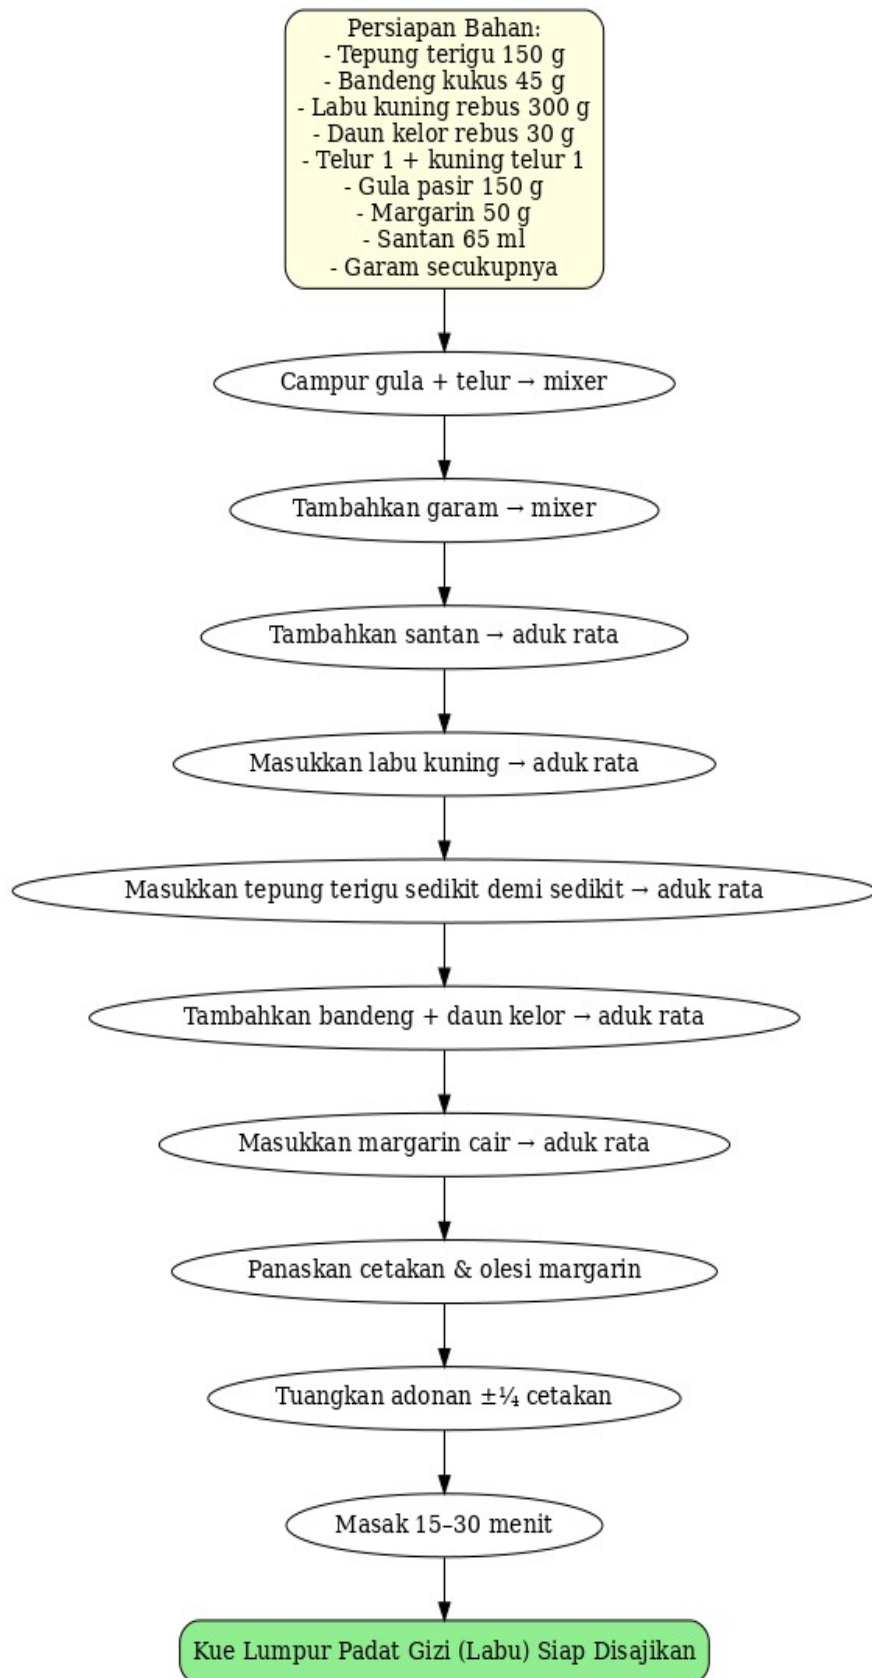 Persiapan Bahan:
- Tepung terigu 150 g
- Bandeng kukus 45 g
- Labu kuning rebus 300 g
- Daun kelor rebus 30 g
- Telur 1 + kuning telur 1
- Gula pasir 150 g
- Margarin 50 g
- Santan 65 ml
- Garam secukupnya
Campur gula + telur → mixer
Tambahkan garam → mixer
Tambahkan santan → aduk rata
Masukkan labu kuning → aduk rata
Masukkan tepung terigu sedikit demi sedikit → aduk rata
Tambahkan bandeng + daun kelor → aduk rata
Masukkan margarin cair → aduk rata
Panaskan cetakan & olesi margarin
Tuangkan adonan ±¼ cetakan
Masak 15–30 menit
Kue Lumpur Padat Gizi (Labu) Siap Disajikan